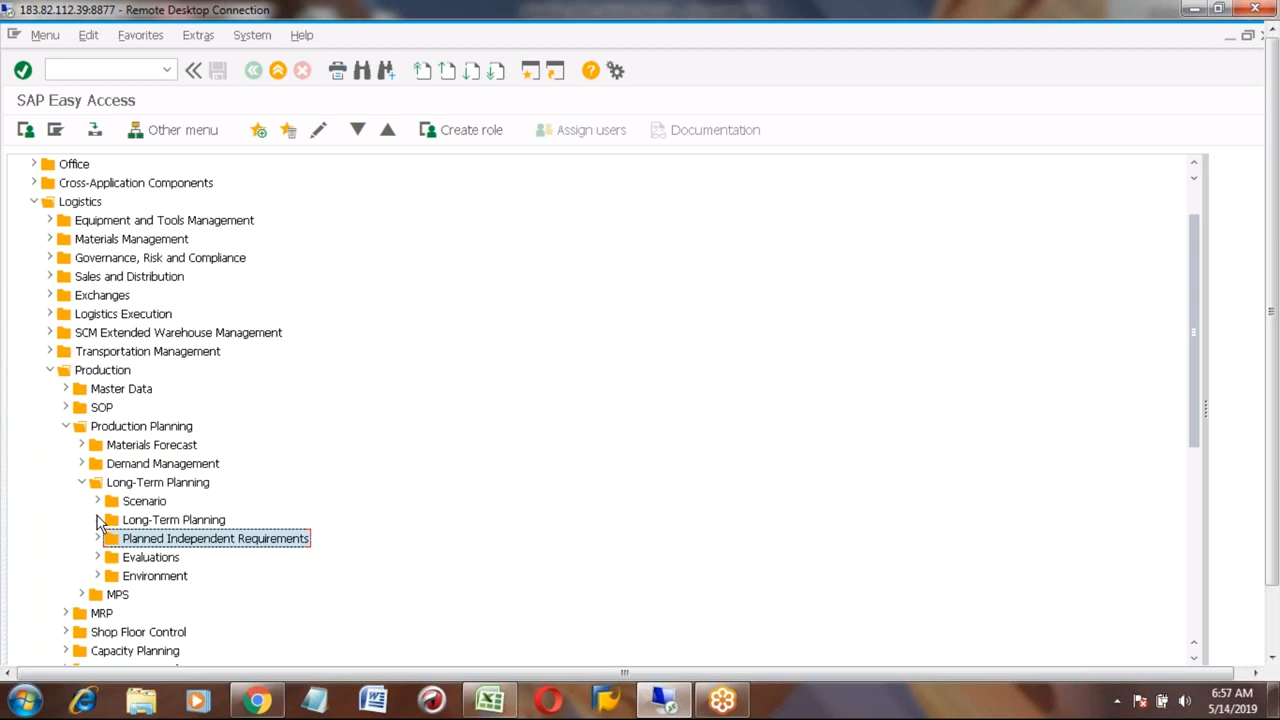 183.82.112.39:8877 - Remote Desktop Connection
Menu Edit Favorites Extras System Help
SAP Easy Access
Other menu Create role Assign users Documentation
Office
Cross-Application Components
Logistics
Equipment and Tools Management
Materials Management
Governance, Risk and Compliance
Sales and Distribution
Exchanges
Logistics Execution
SCM Extended Warehouse Management
Transportation Management
Production
Master Data
SOP
Production Planning
Materials Forecast
Demand Management
Long-Term Planning
Scenario
Long-Term Planning
Planned Independent Requirements
Evaluations
Environment
MPS
MRP
Shop Floor Control
Capacity Planning
6:57 AM
5/14/2019